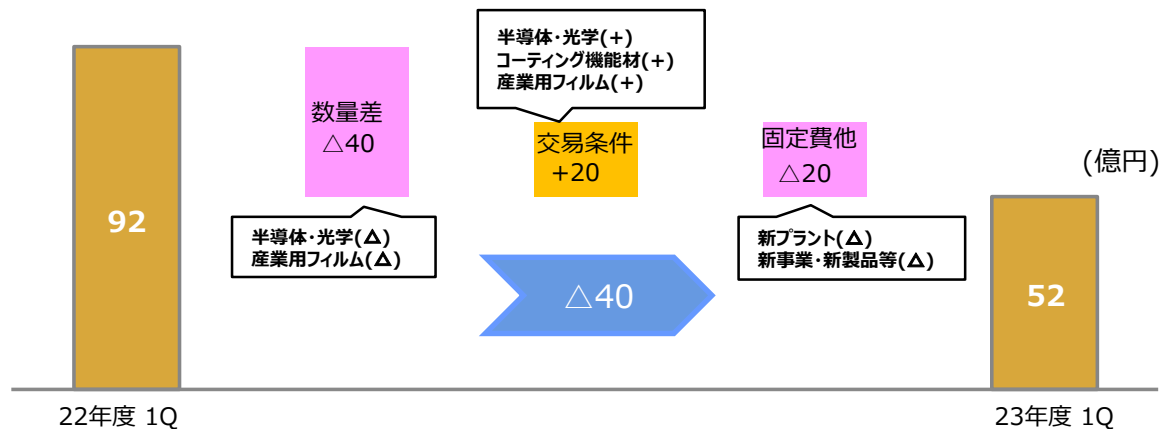 半導体・光学(+)
コーティング機能材(+)
産業用フィルム(+)
数量差
△40
交易条件
+20
固定費他
△20
(億円)
92
半導体・光学(△)
産業用フィルム(△)
新プラント(△)
新事業・新製品等(△)
△40
52
22年度 1Q
23年度 1Q